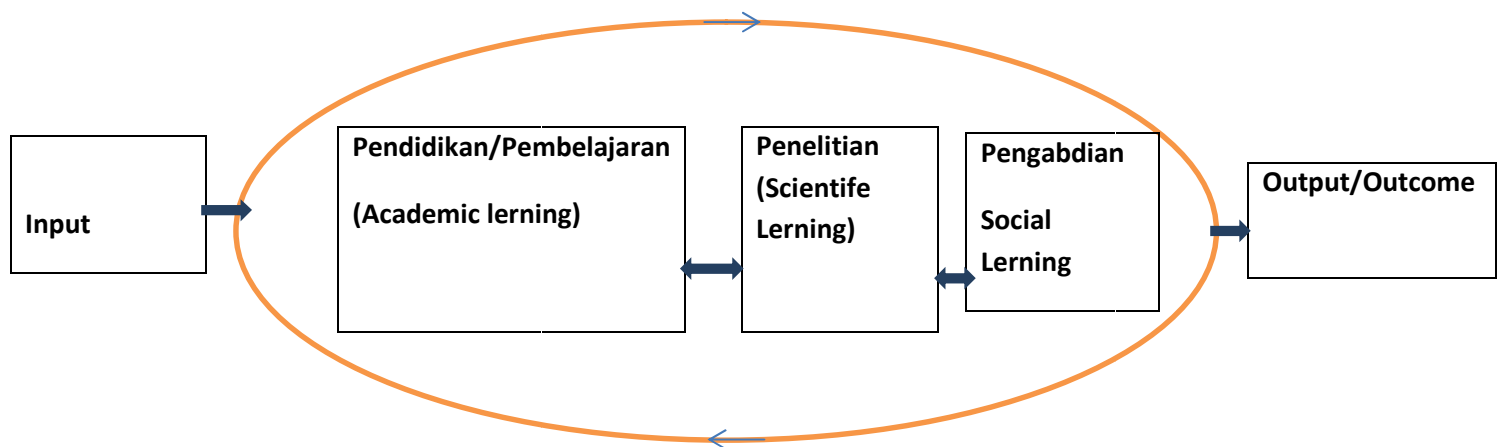 Input
Pendidikan/Pembelajaran
(Academic lerning)
Penelitian
(Scientife
Lerning)
Pengabdian
Social
Lerning
Output/Outcome